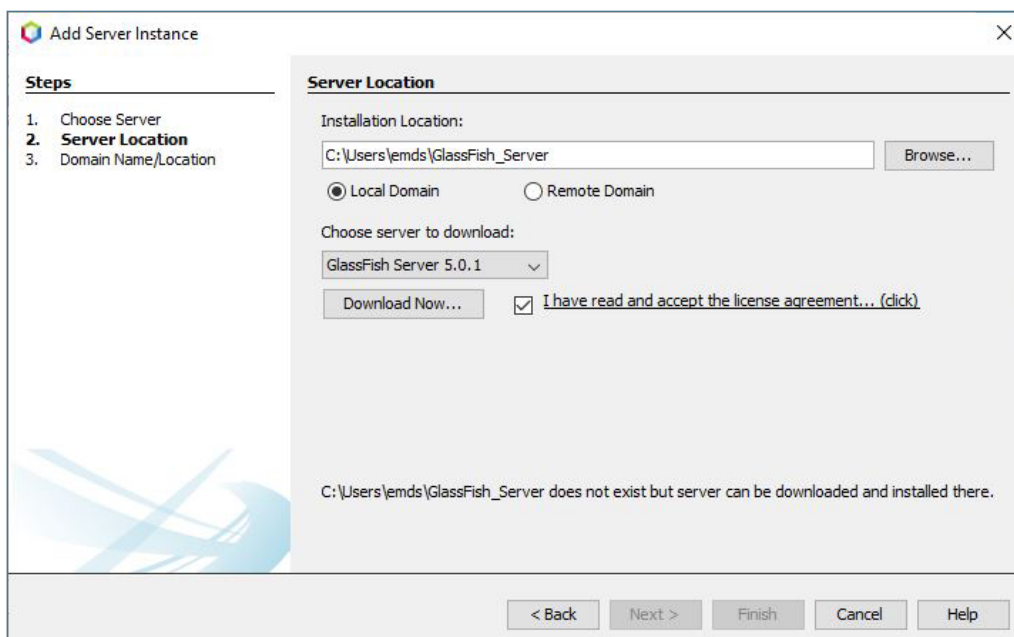 Add Server Instance
Steps
1. Choose Server
2. Server Location
3. Domain Name/Location
Server Location
Installation Location:
C:\Users\emds\GlassFish_Server
Browse...
Local Domain
Remote Domain
Choose server to download:
GlassFish Server 5.0.1
Download Now...
I have read and accept the license agreement... (click)
C:\Users\emds\GlassFish_Server does not exist but server can be downloaded and installed there.
< Back
Next >
Finish
Cancel
Help